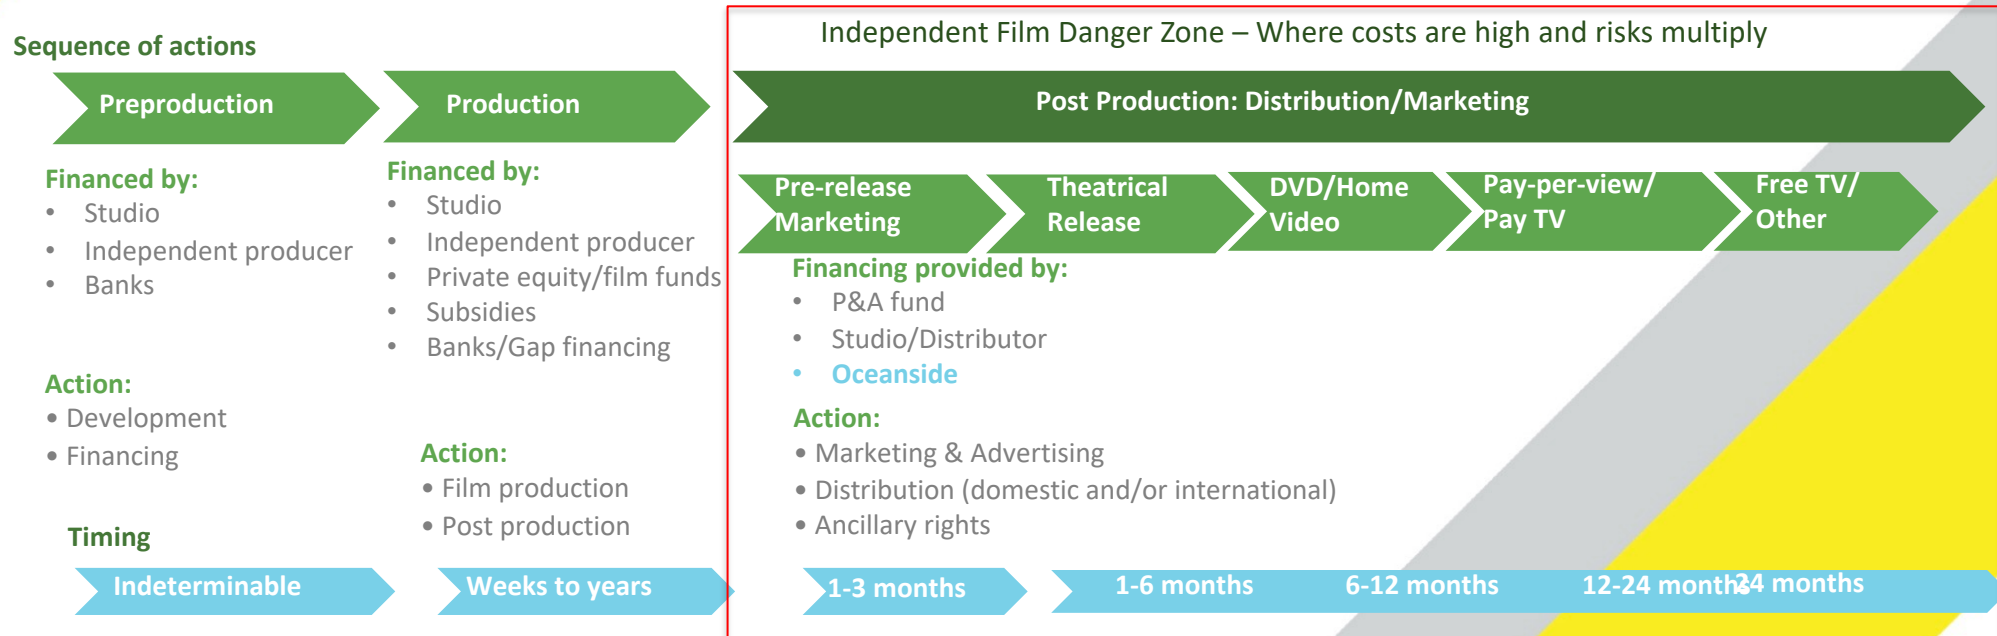 Independent Film Danger Zone – Where costs are high and risks multiply
Sequence of actions
Preproduction
Production
Post Production: Distribution/Marketing
Financed by:
• Studio
• Independent producer
• Banks
Action:
• Development
• Financing
Financed by:
• Studio
• Independent producer
• Private equity/film funds
• Subsidies
• Banks/Gap financing
Action:
• Film production
• Post production
Pre-release
Marketing
Theatrical
Release
DVD/Home
Video
Pay-per-view/
Pay TV
Free TV/
Other
Financing provided by:
• P&A fund
• Studio/Distributor
• Oceanside
Action:
• Marketing & Advertising
• Distribution (domestic and/or international)
• Ancillary rights
Timing
Indeterminable
Weeks to years
1-3 months
1-6 months
6-12 months
12-24 months
24 months